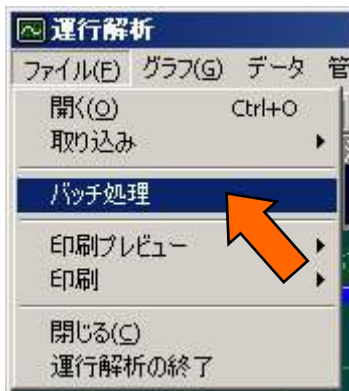 運行解析
ファイル(F) グラフ(G) データ 管
開く(O) Ctrl+O
取り込み
バッチ処理
印刷プレビュー
印刷
閉じる(C)
運行解析の終了